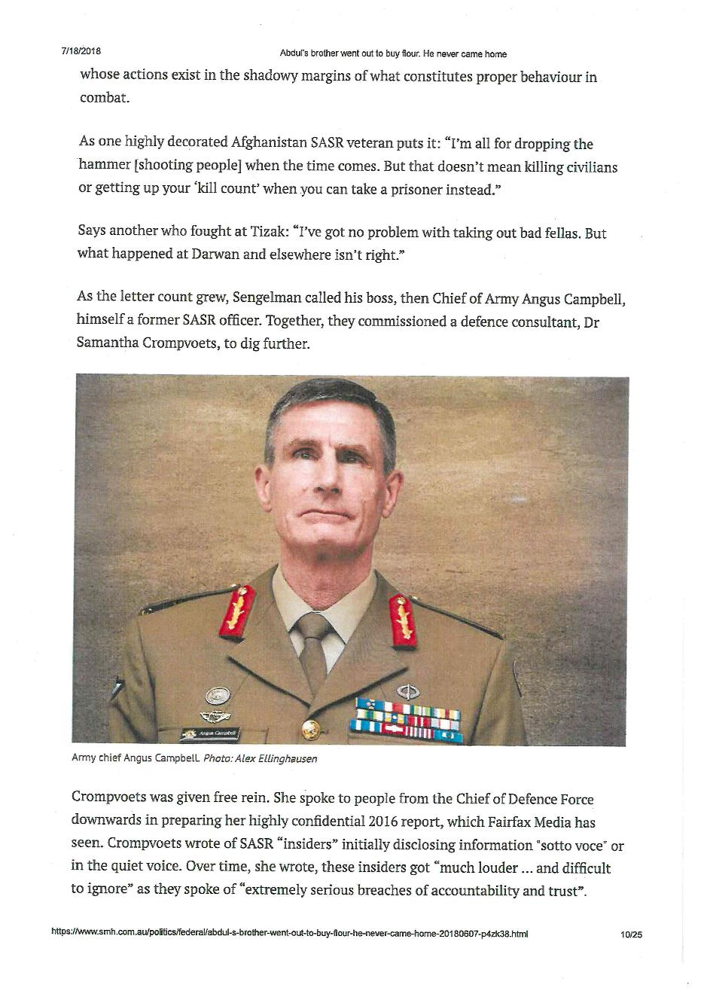 7/18/2018 Abdul's brother went out to buy flour. He never came home
whose actions exist in the shadowy margins of what constitutes proper behaviour in
combat.
As one highly decorated Afghanistan SASR veteran puts it: “I’m all for dropping the
hammer [shooting people] when the time comes. But that doesn’t mean killing civilians
or getting up your ‘kill count’ when you can take a prisoner instead.”
Says another who fought at Tizak: “I’ve got no problem with taking out bad fellas. But
what happened at Darwan and elsewhere isn’t right.”
As the letter count grew, Sengelman called his boss, then Chief of Army Angus Campbell,
himself a former SASR officer. Together, they commissioned a defence consultant, Dr
Samantha Crompvoets, to dig further.
Angus Campbell
Army chief Angus Campbell. Photo: Alex Ellinghausen
Crompvoets was given free rein. She spoke to people from the Chief of Defence Force
downwards in preparing her highly confidential 2016 report, which Fairfax Media has
seen. Crompvoets wrote of SASR “insiders” initially disclosing information "sotto voce" or
in the quiet voice. Over time, she wrote, these insiders got “much louder ... and difficult
to ignore” as they spoke of “extremely serious breaches of accountability and trust”.
https://www.smh.com.au/politics/federal/abdul-s-brother-went-out-to-buy-flour-he-never-came-home-20180607-p4zk38.html 10/25